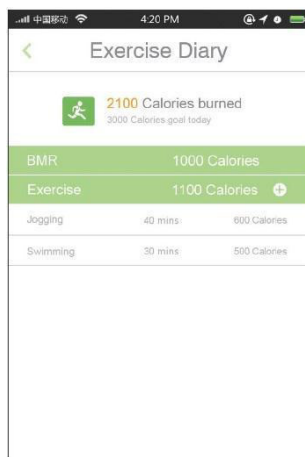 中国移动 4:20 PM
Exercise Diary
2100 Calories burned
3000 Calories goal today
BMR 1000 Calories
Exercise 1100 Calories
Jogging 40 mins 600 Calories
Swimming 30 mins 500 Calories